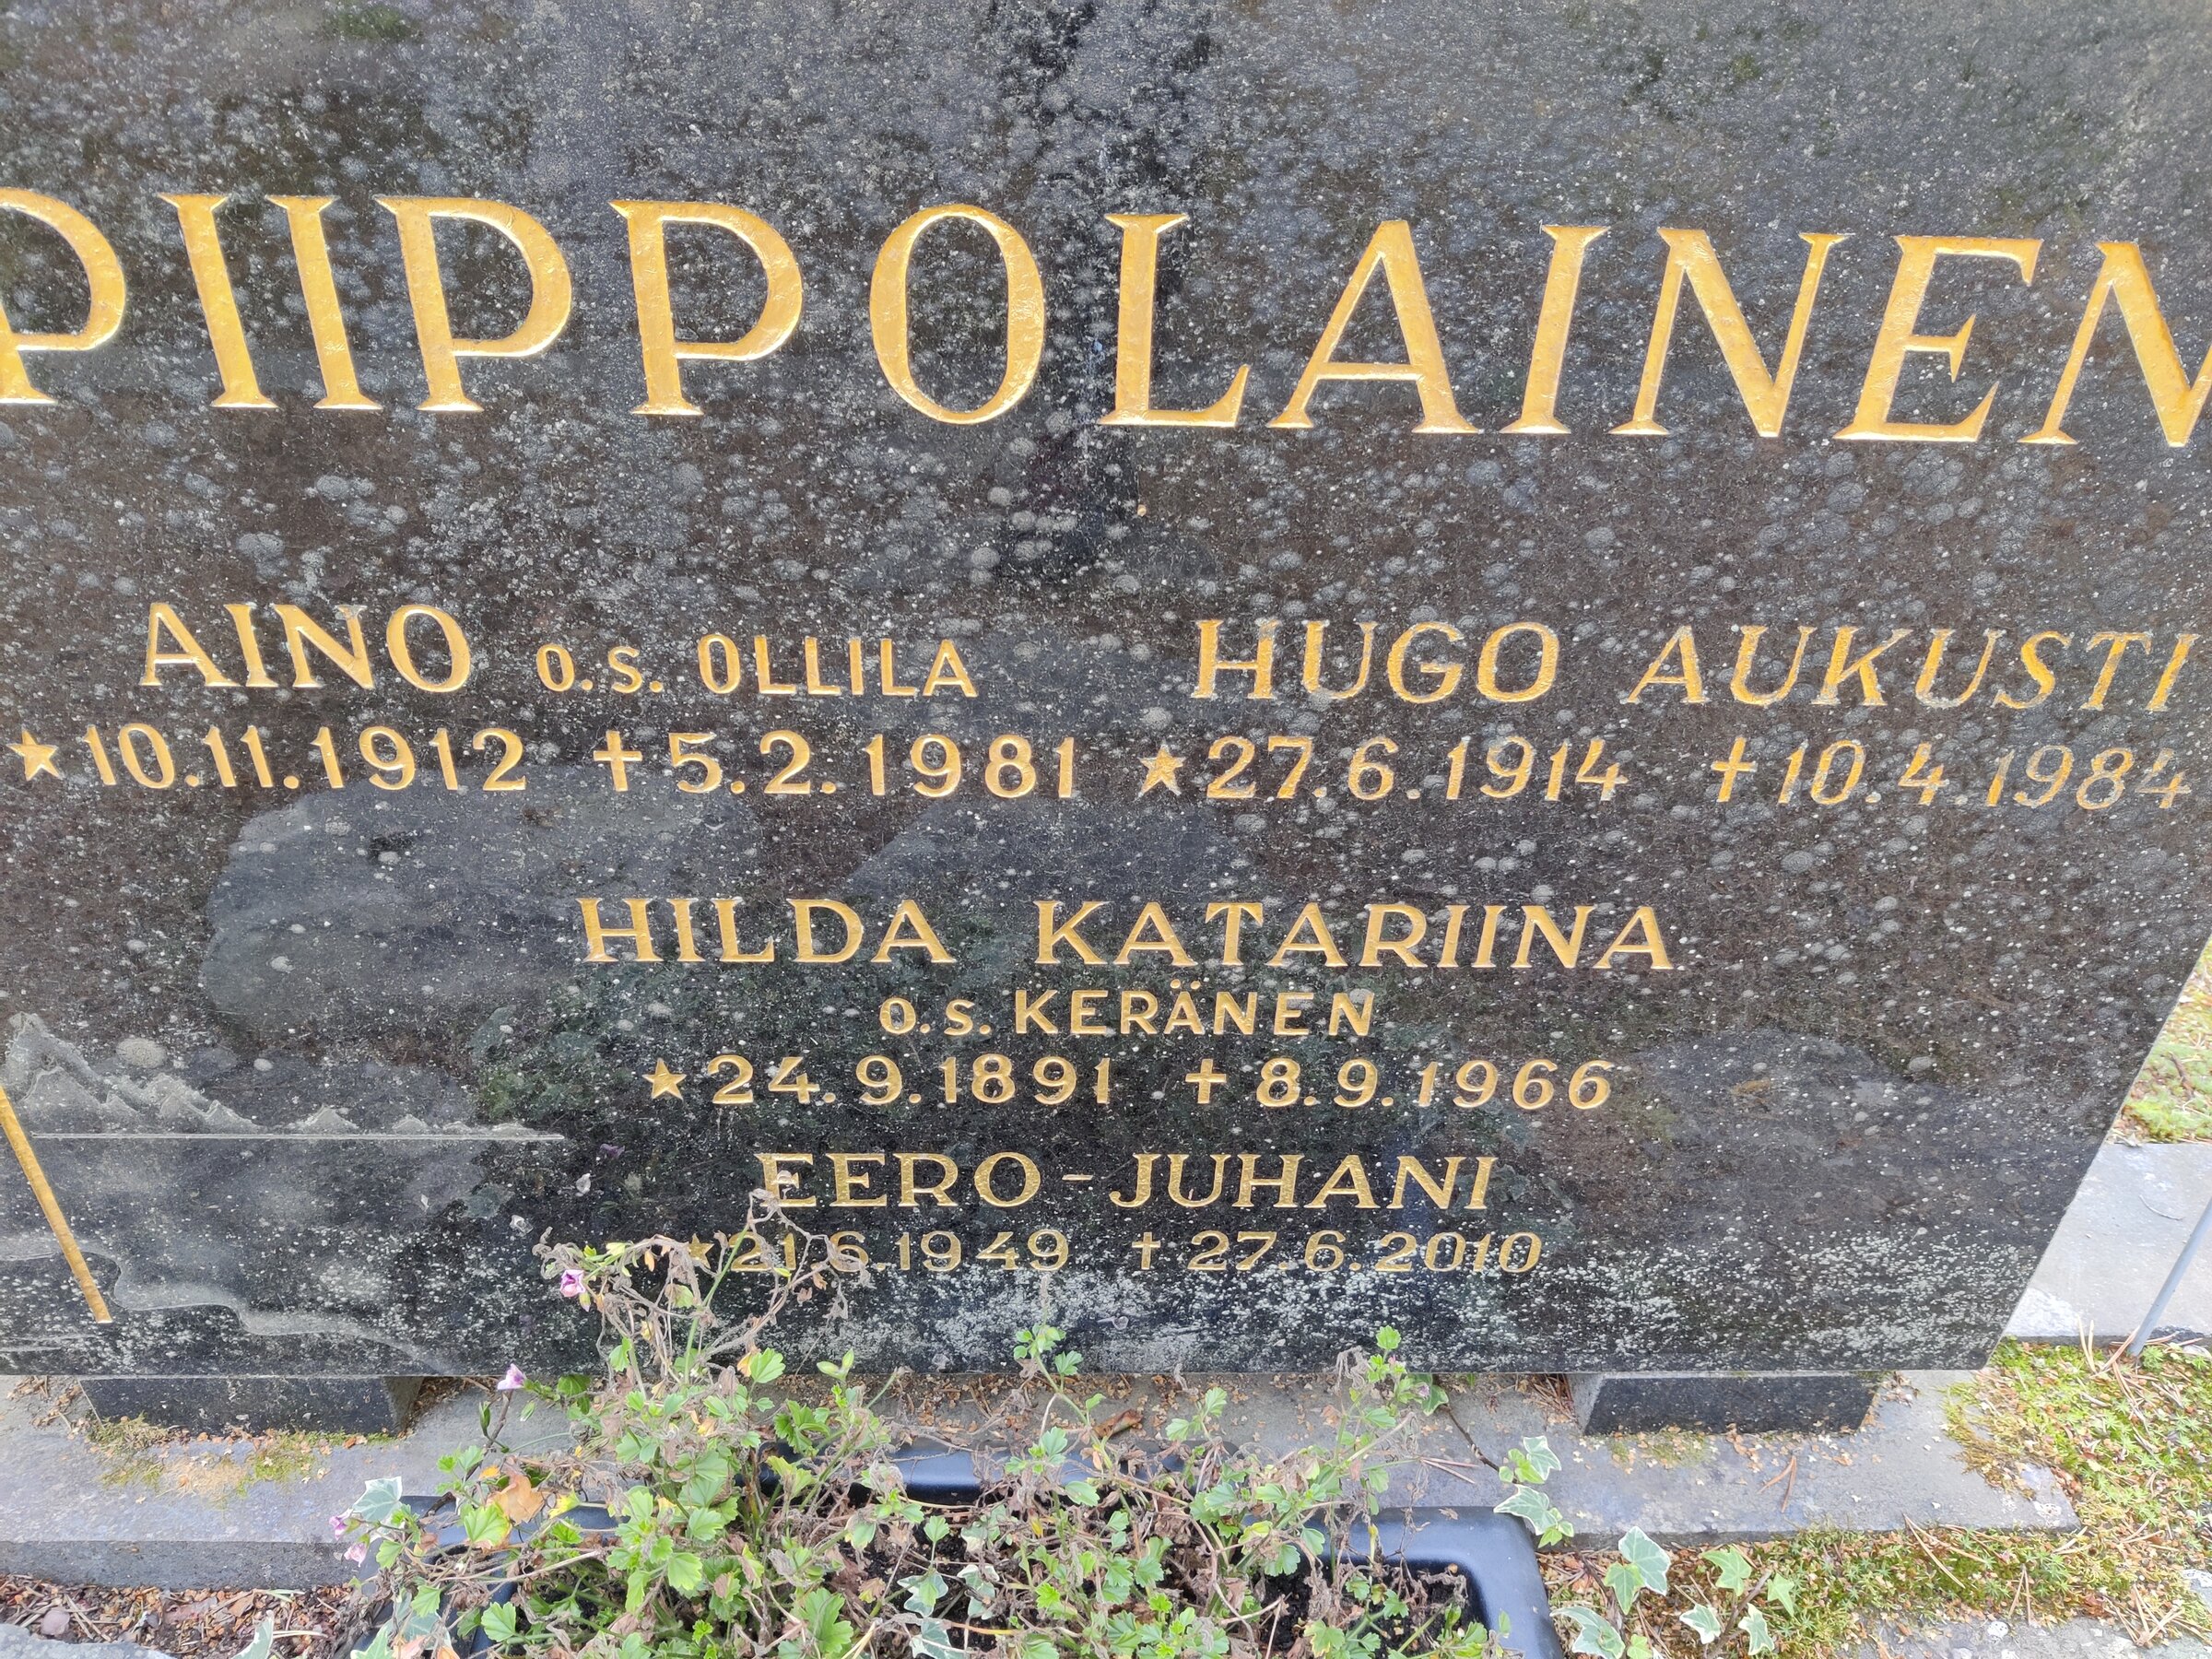 PIIPPOLAINEN
AINO O.S. OLLILA
★10.11.1912 +5.2.1981
HUGO AUKUSTI
★27.6.1914 +10.4.1984
HILDA KATARIINA
O.S. KERÄNEN
★24.9.1891 +8.9.1966
EERO-JUHANI
★21.6.1949 +27.6.2010